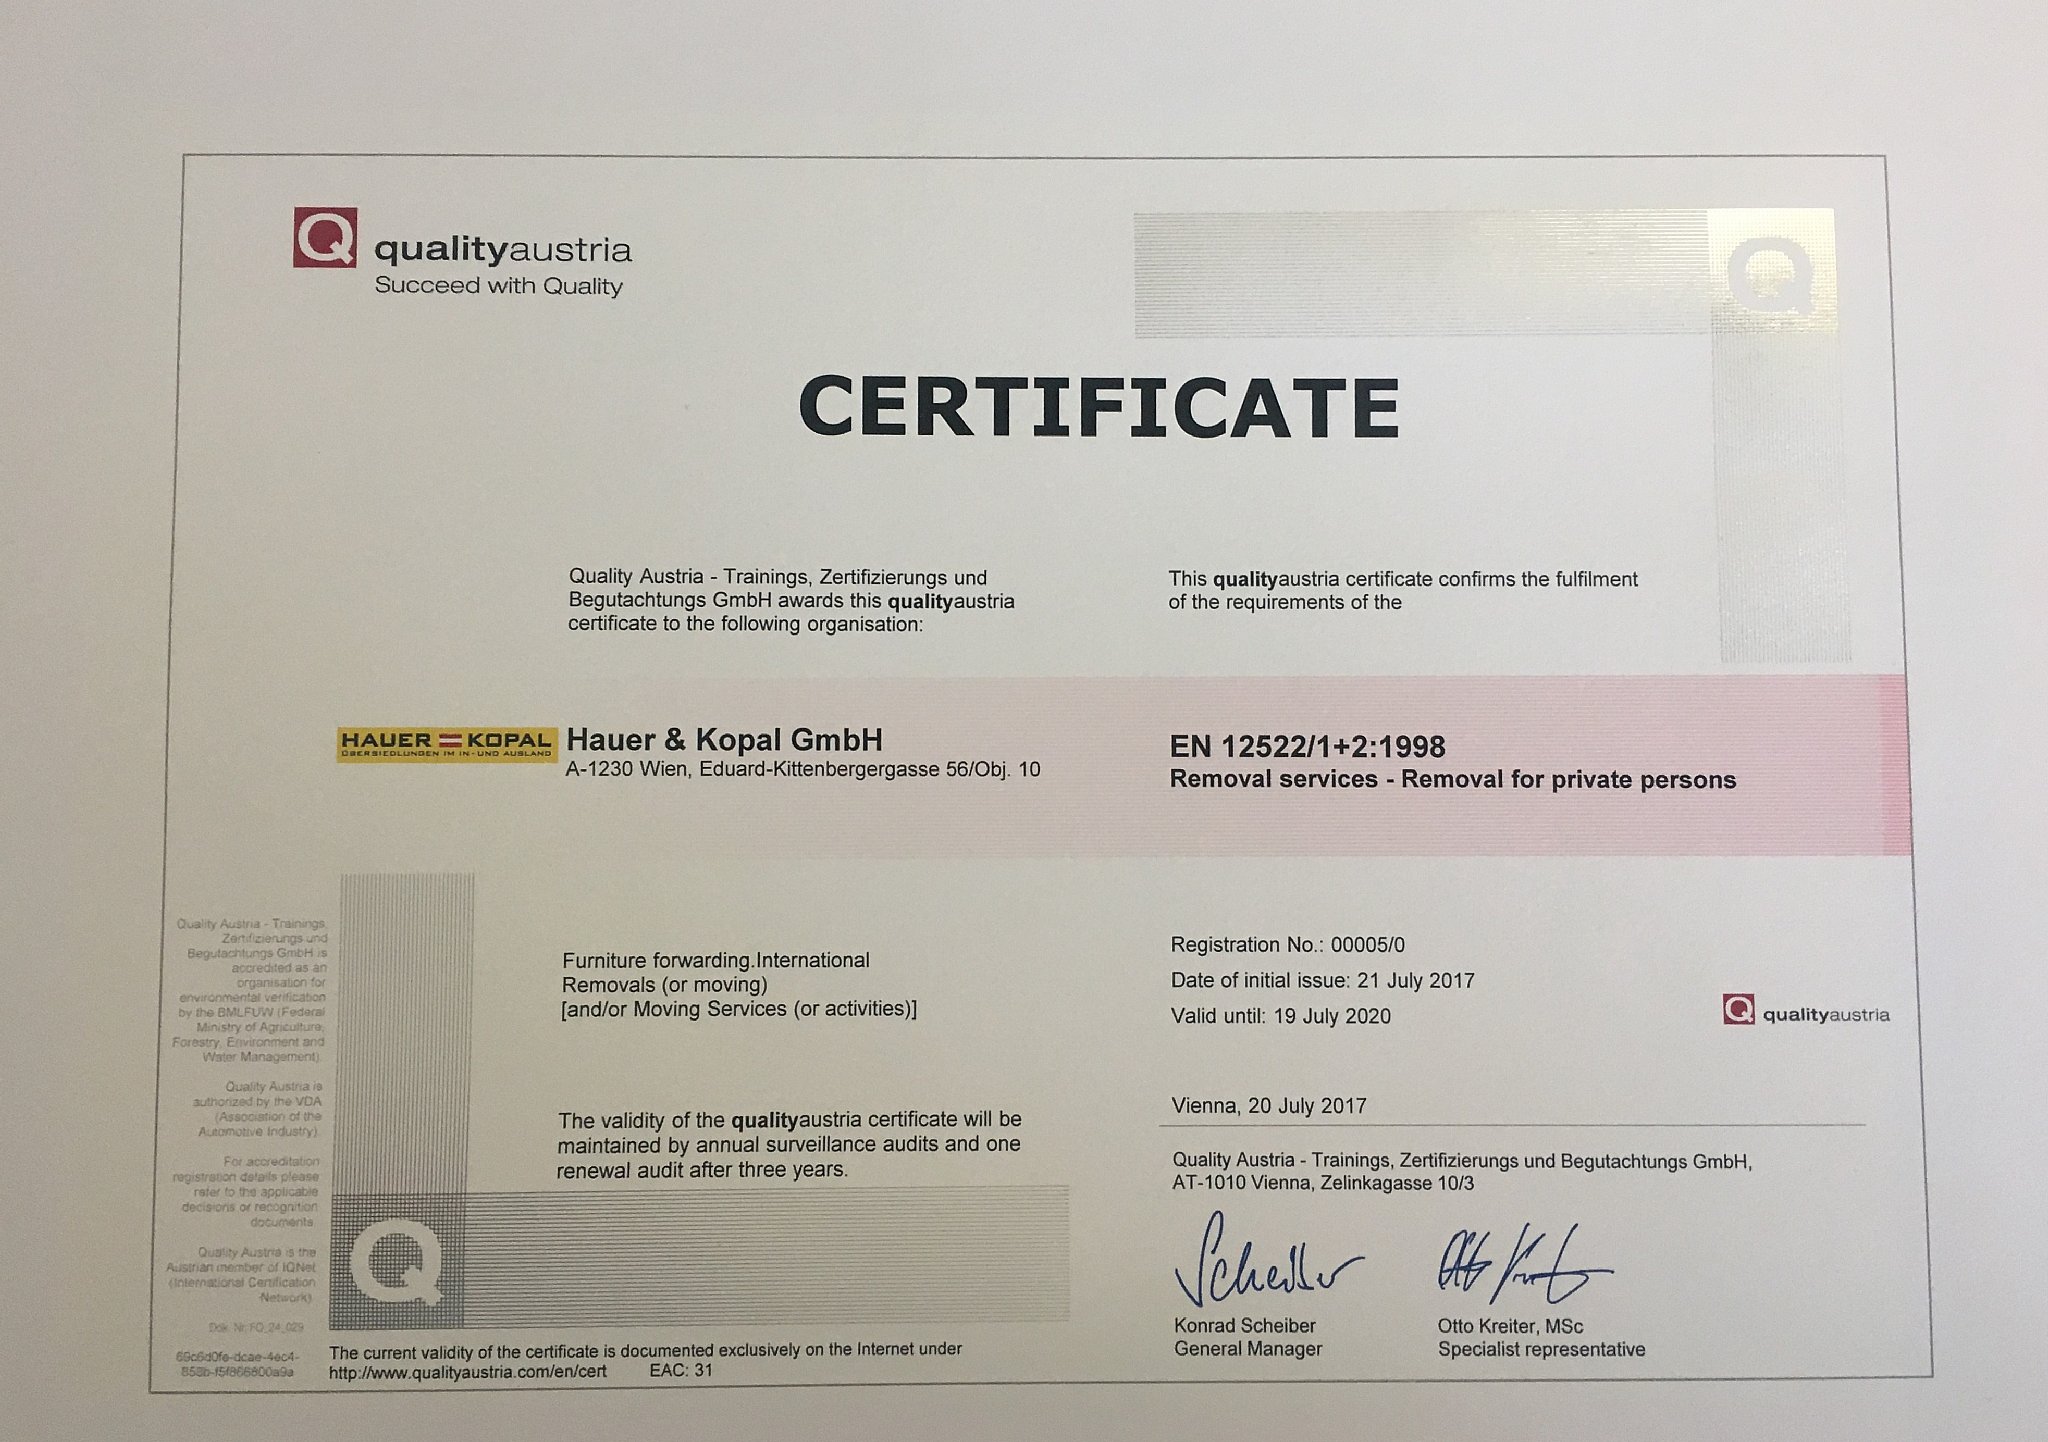 qualityaustria
Succeed with Quality
CERTIFICATE
Quality Austria - Trainings, Zertifizierungs und
Begutachtungs GmbH awards this qualityaustria
certificate to the following organisation:
This qualityaustria certificate confirms the fulfilment
of the requirements of the
HAUER KOPAL
ÜBERSIEDLUNGEN IM IN- UND AUSLAND
Hauer & Kopal GmbH
A-1230 Wien, Eduard-Kittenbergergasse 56/Obj. 10
EN 12522/1+2:1998
Removal services - Removal for private persons
Quality Austria - Trainings,
Zertifizierungs und
Begutachtungs GmbH is
accredited as an
organisation for
environmental verification
by the BMLFUW (Federal
Ministry of Agriculture,
Forestry, Environment and
Water Management).
Quality Austria is
authorized by the VDA
(Association of the
Automotive Industry).
For accreditation
registration details please
refer to the applicable
decisions or recognition
documents.
Quality Austria is the
Austrian member of IQNet
(International Certification
Network).
Dok. Nr. FO_24_029
Furniture forwarding.International
Removals (or moving)
[and/or Moving Services (or activities)]
The validity of the qualityaustria certificate will be
maintained by annual surveillance audits and one
renewal audit after three years.
Registration No.: 00005/0
Date of initial issue: 21 July 2017
Valid until: 19 July 2020
qualityaustria
Vienna, 20 July 2017
Quality Austria - Trainings, Zertifizierungs und Begutachtungs GmbH,
AT-1010 Vienna, Zelinkagasse 10/3
Konrad Scheiber
General Manager
Otto Kreiter, MSc
Specialist representative
The current validity of the certificate is documented exclusively on the Internet under
http://www.qualityaustria.com/en/cert EAC: 31